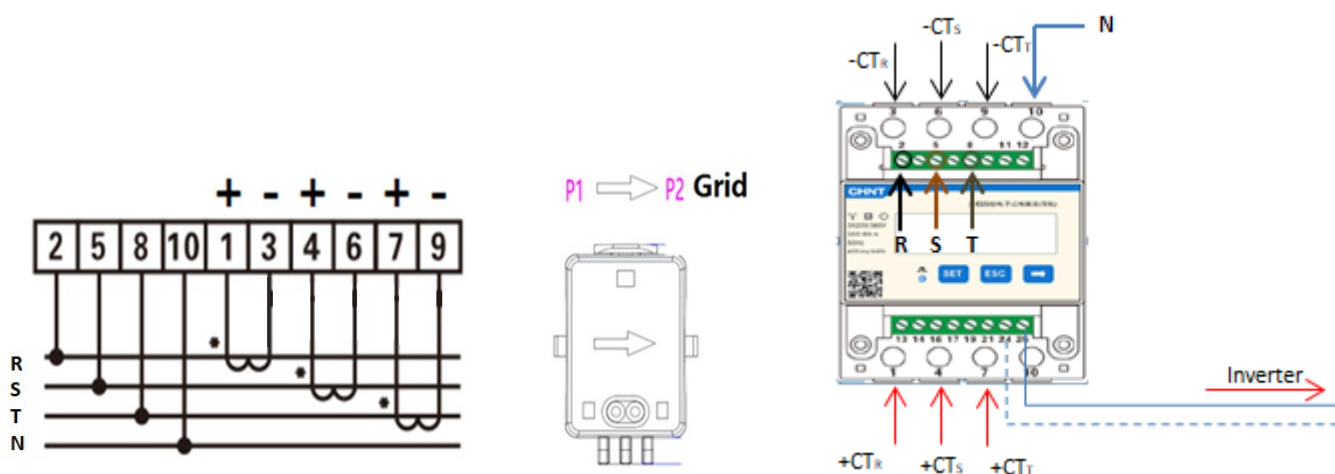 + - + - + -
2 5 8 10 1 3 4 6 7 9
R
S
T
N
P1 P2 Grid
-CTR
-CTS
-CTT
N
3 6 9 10
2 5 8 11 12
CHNT
R S T
SET ESC
13 14 16 17 19 21 24 25
1 4 7 10
+CTR
+CTS
+CTT
Inverter